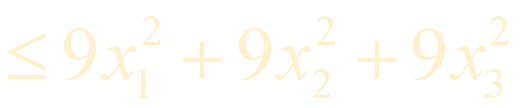 ≤ 9x₁² + 9x₂² + 9x₃²